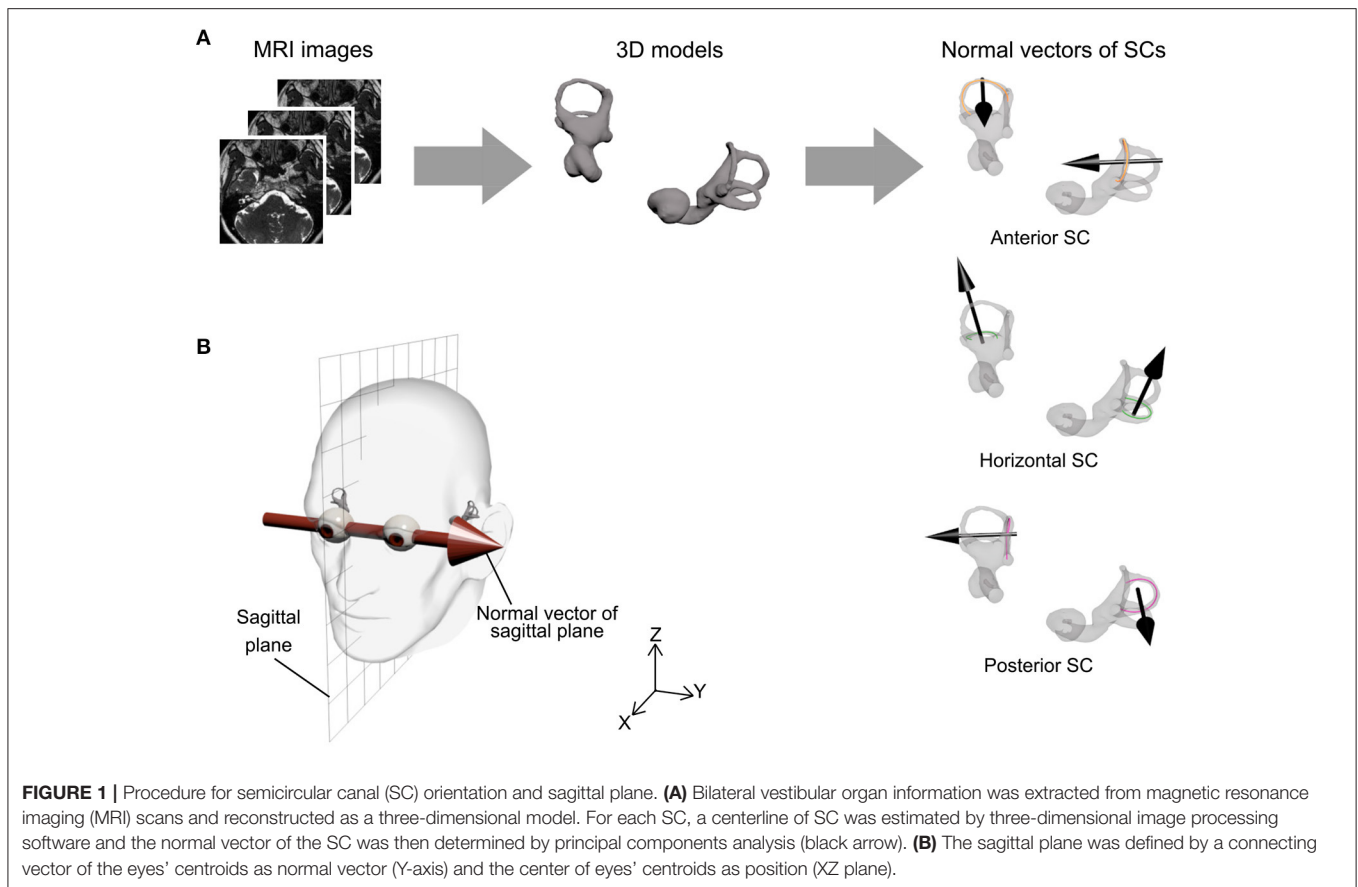 A
MRI images
3D models
Normal vectors of SCs
Anterior SC
Horizontal SC
Posterior SC
B
Sagittal
plane
Normal vector of
sagittal plane
Z
Y
X
FIGURE 1 | Procedure for semicircular canal (SC) orientation and sagittal plane. (A) Bilateral vestibular organ information was extracted from magnetic resonance
imaging (MRI) scans and reconstructed as a three-dimensional model. For each SC, a centerline of SC was estimated by three-dimensional image processing
software and the normal vector of the SC was then determined by principal components analysis (black arrow). (B) The sagittal plane was defined by a connecting
vector of the eyes’ centroids as normal vector (Y-axis) and the center of eyes’ centroids as position (XZ plane).